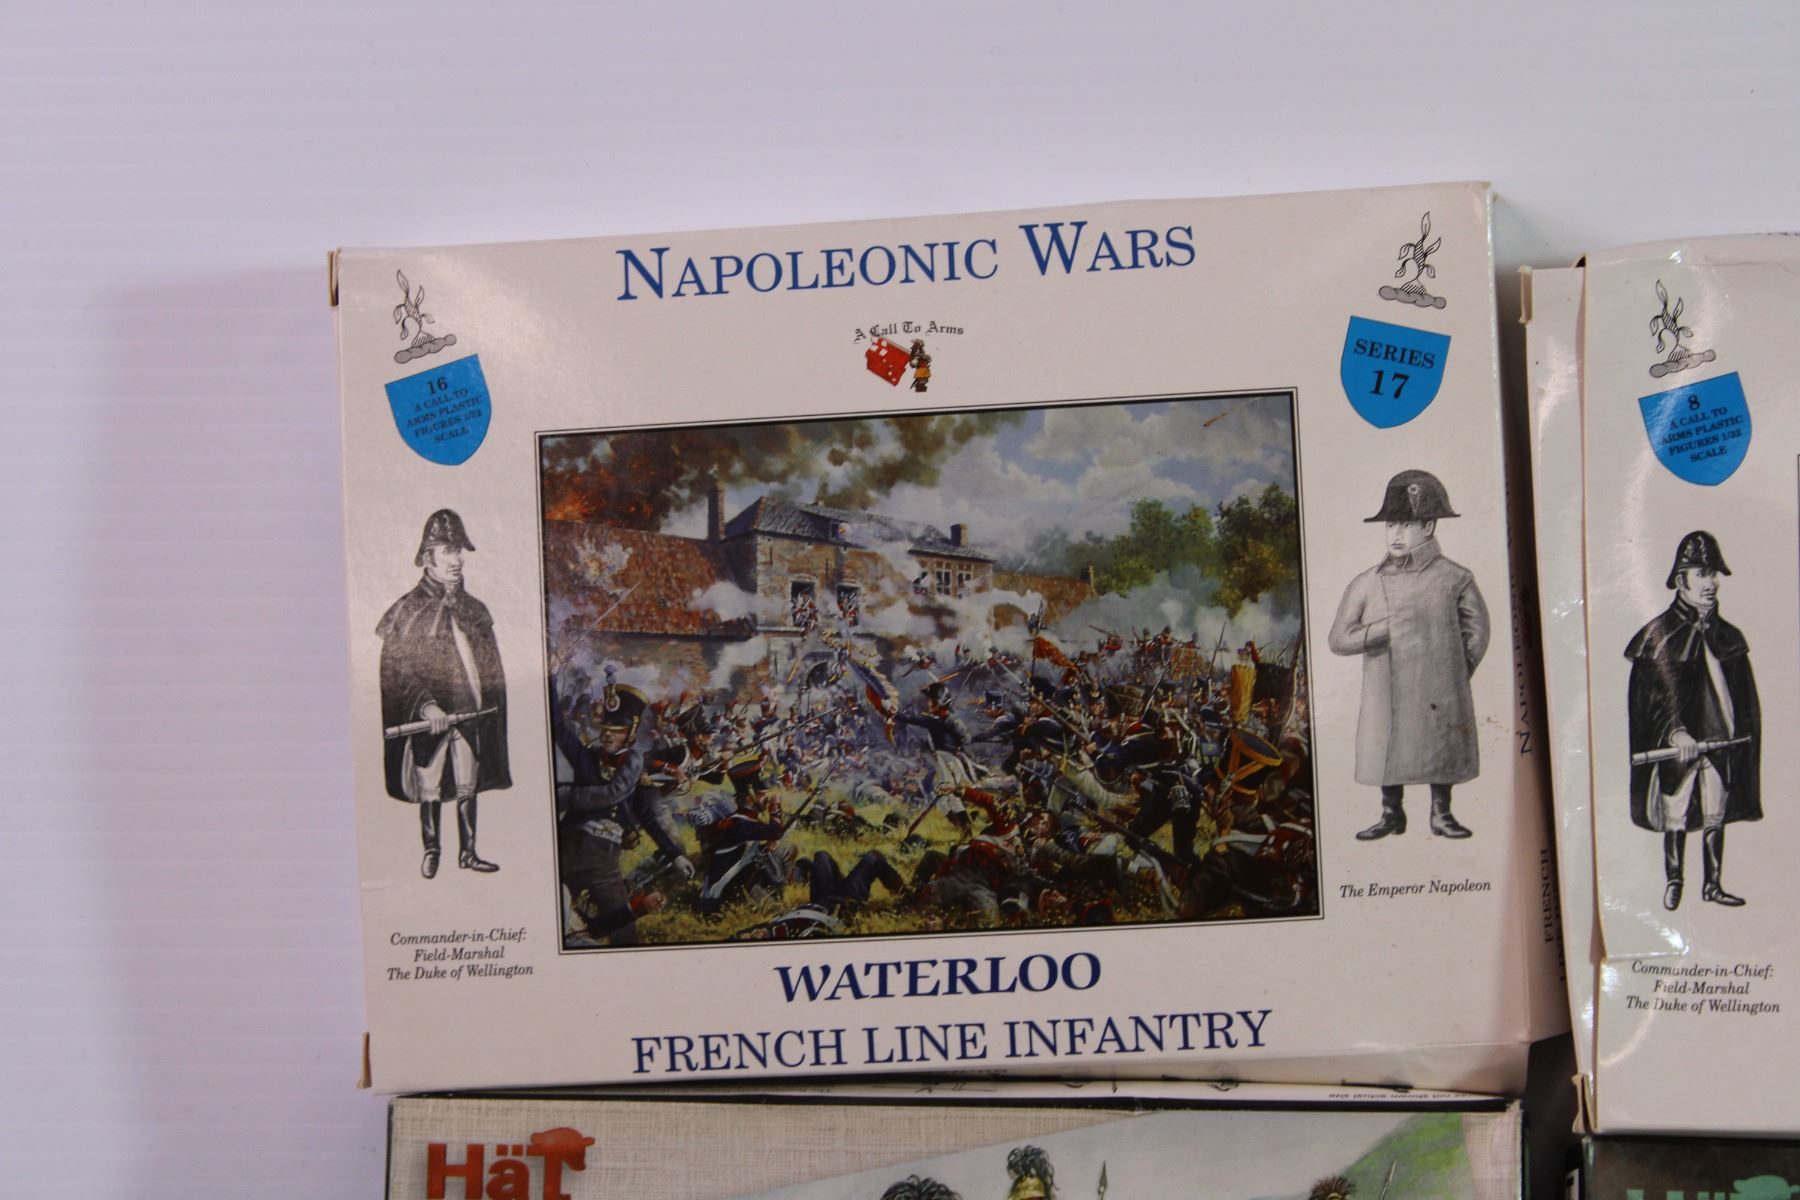 NAPOLEONIC WARS
A Call To Arms
16
A CALL TO
ARMS PLASTIC
FIGURES 1/32
SCALE
SERIES
17
Commander-in-Chief:
Field-Marshal
The Duke of Wellington
The Emperor Napoleon
WATERLOO
FRENCH LINE INFANTRY
NAPOLEONIC
FRENCH
8
A CALL TO
ARMS PLASTIC
FIGURES 1/32
SCALE
Commander-in-Chief:
Field-Marshal
The Duke of Wellington
HäT